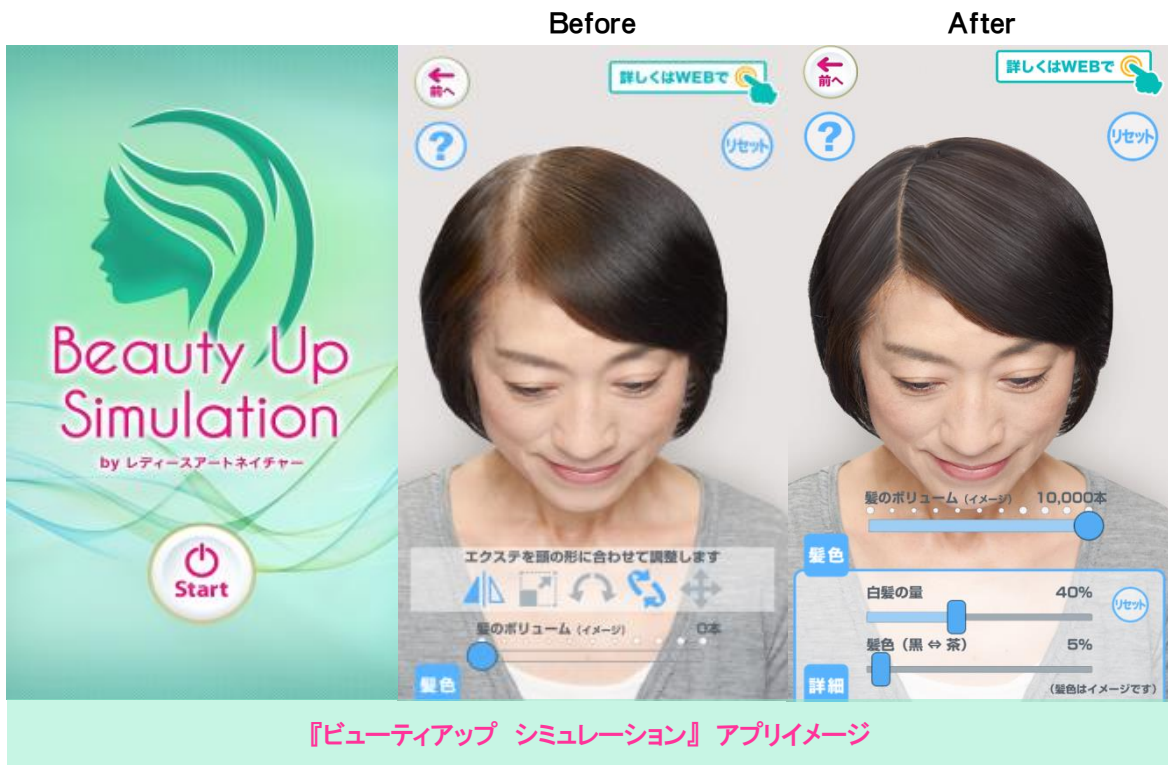 Before
After
Beauty Up
Simulation
by レディースアートネイチャー
Start
前へ
詳しくはWEBで
?
リセット
エクステを頭の形に合わせて調整します
髪のボリューム (イメージ) 0本
髪色
前へ
詳しくはWEBで
?
リセット
髪のボリューム (イメージ) 10,000本
髪色
白髪の量 40%
リセット
髪色 (黒 ⇔ 茶) 5%
詳細
(髪色はイメージです)
『ビューティアップ シミュレーション』 アプリイメージ